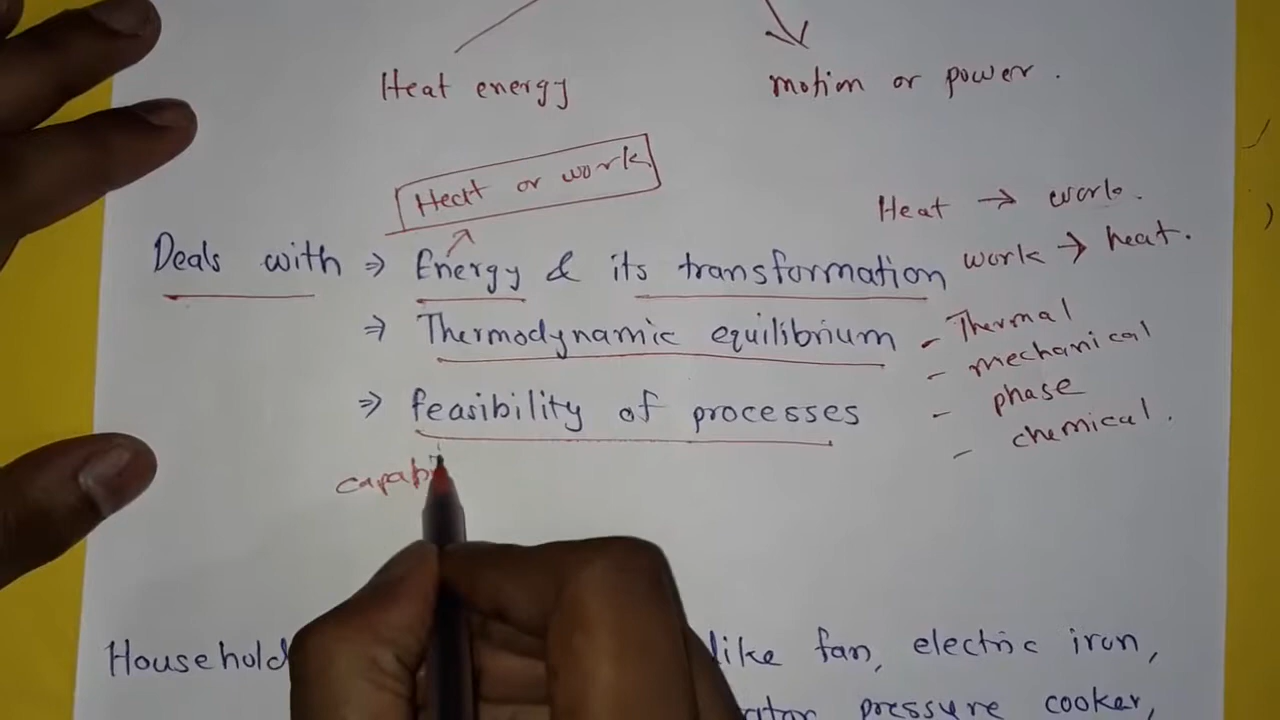 Heat energy
motion or power.
Heat or work
Heat → work.
Deals with ⇒ Energy & its transformation
work → heat.
⇒ Thermodynamic equilibrium
- Thermal
- mechanical
- phase
- chemical.
⇒ feasibility of processes
capabi
Household like fan, electric iron,
pressure cooker,